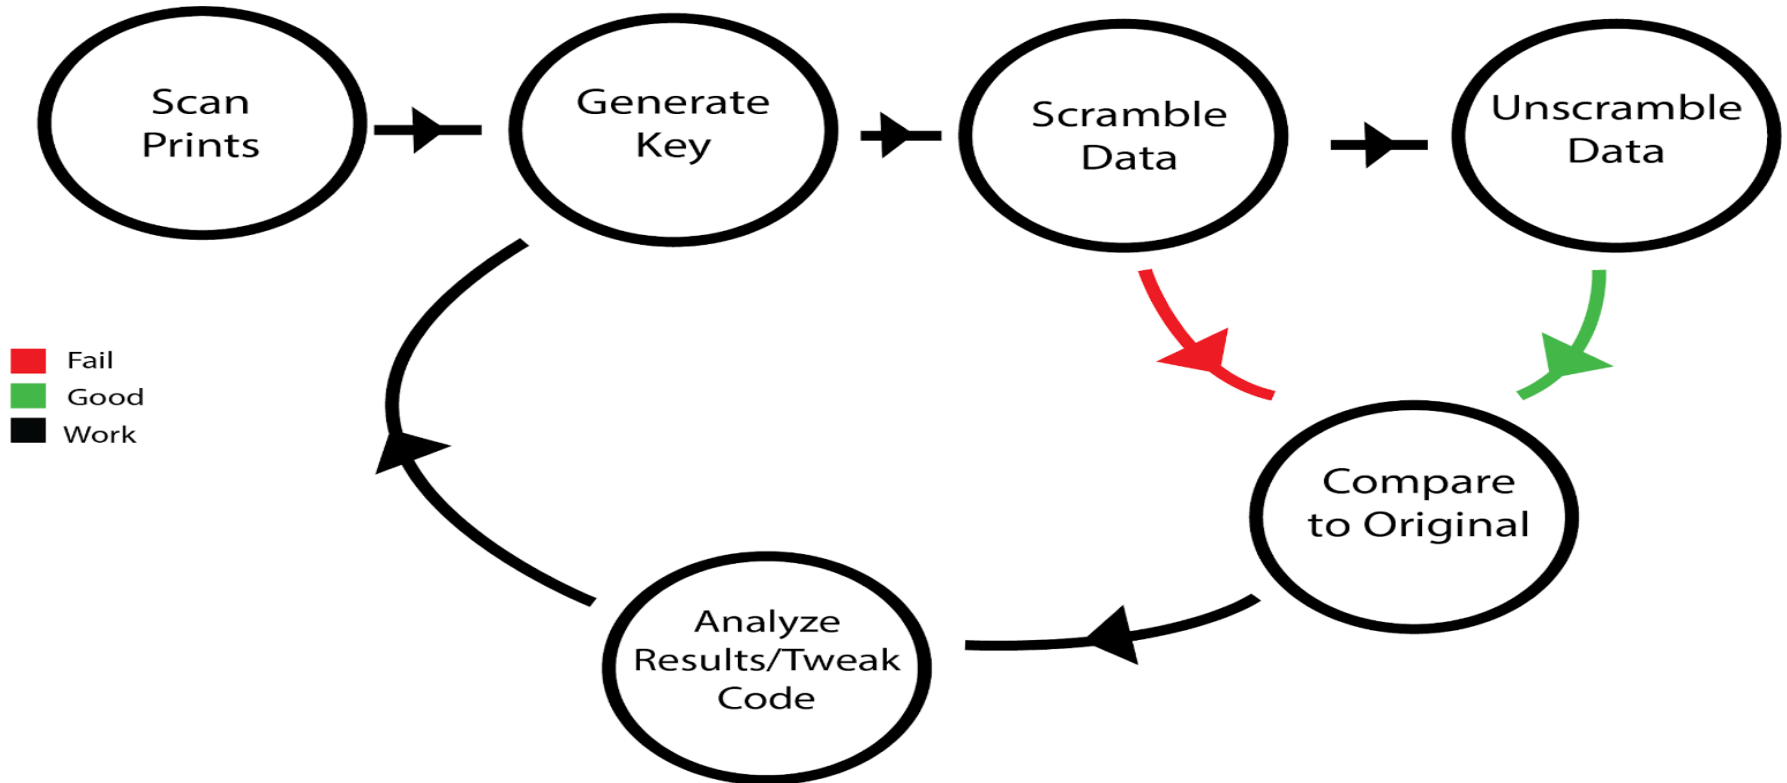 Scan
Prints
Generate
Key
Scramble
Data
Unscramble
Data
Fail
Good
Work
Compare
to Original
Analyze
Results/Tweak
Code